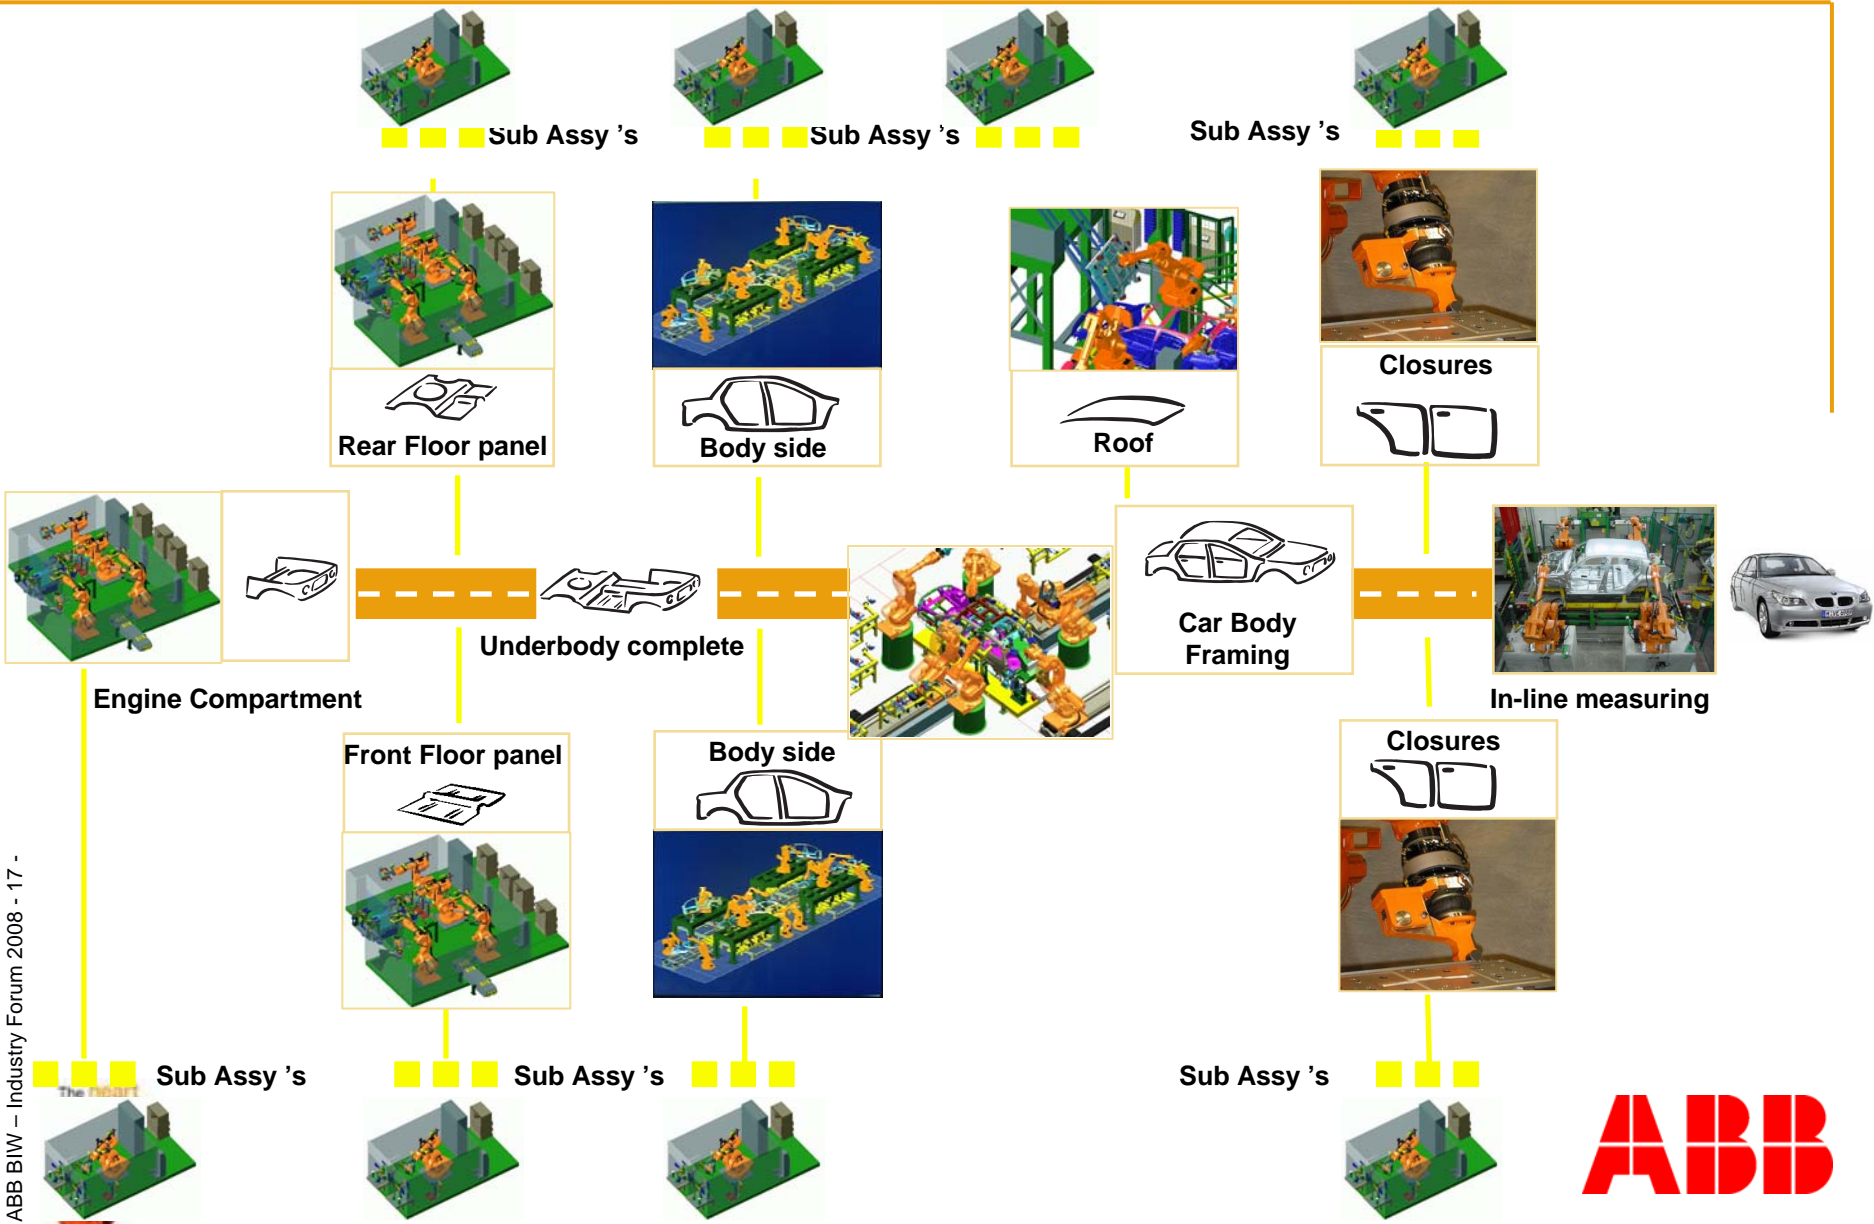 Sub Assy ’s
Sub Assy ’s
Sub Assy ’s
Closures
Rear Floor panel
Body side
Roof
Underbody complete
Car Body
Framing
Engine Compartment
In-line measuring
Front Floor panel
Body side
Closures
Sub Assy ’s
Sub Assy ’s
Sub Assy ’s
The
ABB BIW – Industry Forum 2008 - 17 -
ABB